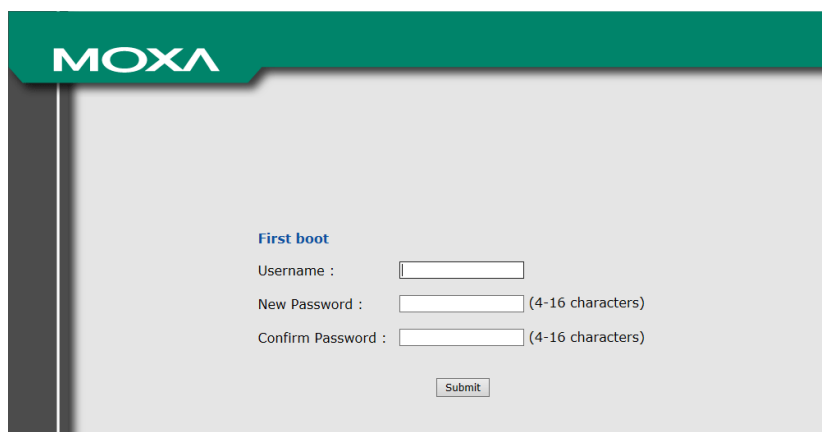 MOXA
First boot
Username :
New Password : (4-16 characters)
Confirm Password : (4-16 characters)
Submit